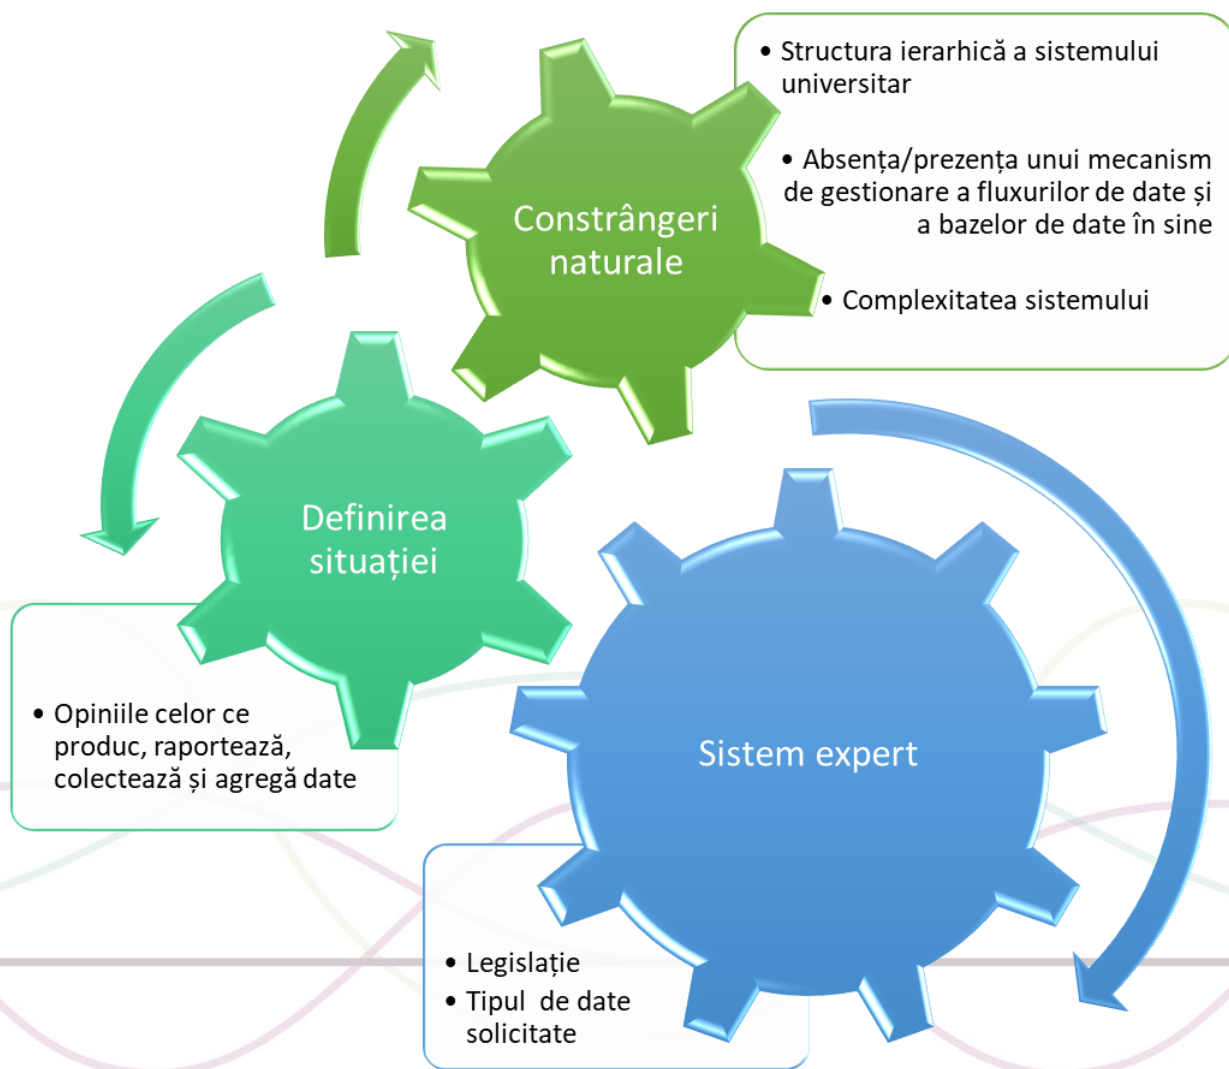 • Structura ierarhică a sistemului
universitar
• Absența/prezența unui mecanism
de gestionare a fluxurilor de date și
a bazelor de date în sine
• Complexitatea sistemului
Constrângeri
naturale
Definirea
situației
• Opiniile celor ce
produc, raportează,
colectează și agregă date
Sistem expert
• Legislație
• Tipul de date
solicitate